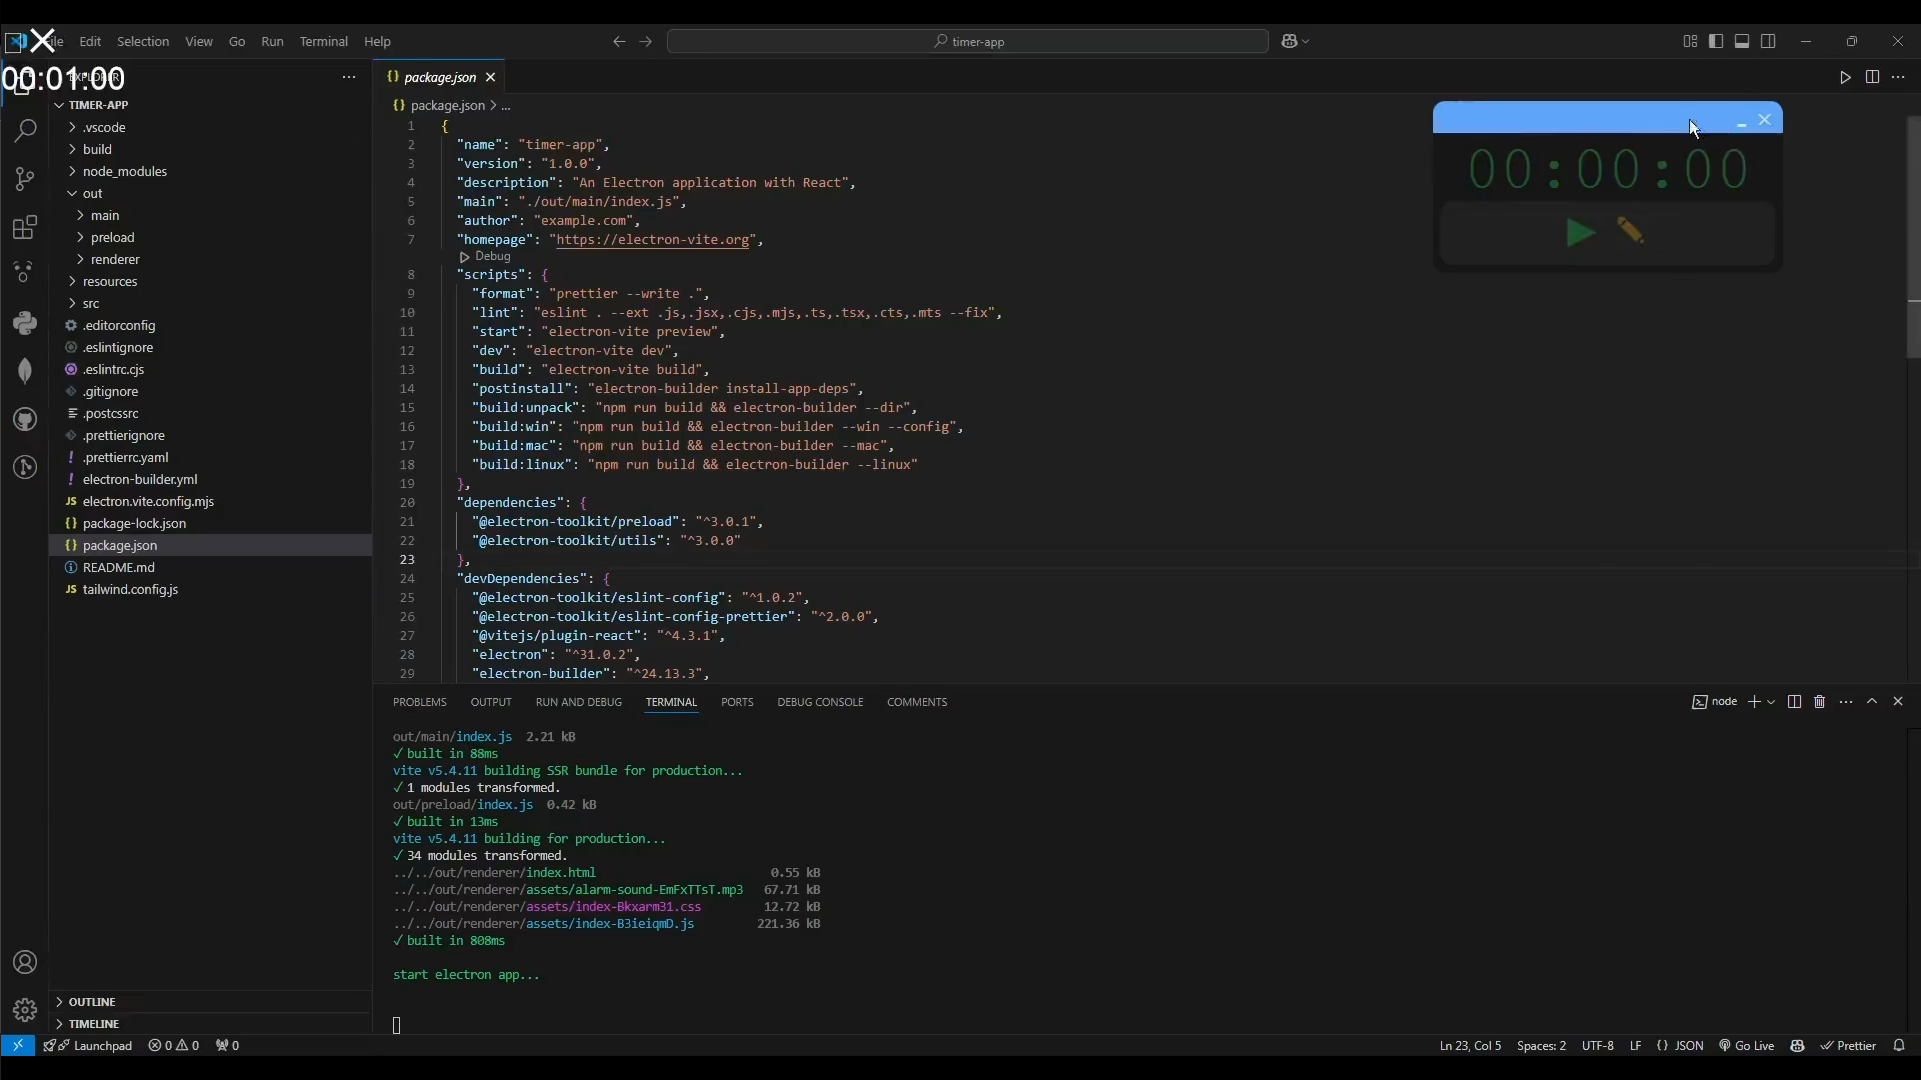 File Edit Selection View Go Run Terminal Help
timer-app
00:01:00
EXPLORER
TIMER-APP
.vscode
build
node_modules
out
main
preload
renderer
resources
src
.editorconfig
.eslintignore
.eslintrc.cjs
.gitignore
.postcssrc
.prettierignore
.prettierrc.yaml
electron-builder.yml
electron.vite.config.mjs
package-lock.json
package.json
README.md
tailwind.config.js
OUTLINE
TIMELINE
package.json
package.json > ...
1 {
2 "name": "timer-app",
3 "version": "1.0.0",
4 "description": "An Electron application with React",
5 "main": "./out/main/index.js",
6 "author": "example.com",
7 "homepage": "https://electron-vite.org",
Debug
8 "scripts": {
9 "format": "prettier --write .",
10 "lint": "eslint . --ext .js,.jsx,.cjs,.mjs,.ts,.tsx,.cts,.mts --fix",
11 "start": "electron-vite preview",
12 "dev": "electron-vite dev",
13 "build": "electron-vite build",
14 "postinstall": "electron-builder install-app-deps",
15 "build:unpack": "npm run build && electron-builder --dir",
16 "build:win": "npm run build && electron-builder --win --config",
17 "build:mac": "npm run build && electron-builder --mac",
18 "build:linux": "npm run build && electron-builder --linux"
19 },
20 "dependencies": {
21 "@electron-toolkit/preload": "^3.0.1",
22 "@electron-toolkit/utils": "^3.0.0"
23 },
24 "devDependencies": {
25 "@electron-toolkit/eslint-config": "^1.0.2",
26 "@electron-toolkit/eslint-config-prettier": "^2.0.0",
27 "@vitejs/plugin-react": "^4.3.1",
28 "electron": "^31.0.2",
29 "electron-builder": "^24.13.3",
00:00:00
PROBLEMS OUTPUT RUN AND DEBUG TERMINAL PORTS DEBUG CONSOLE COMMENTS
node
out/main/index.js 2.21 kB
✓ built in 88ms
vite v5.4.11 building SSR bundle for production...
✓ 1 modules transformed.
out/preload/index.js 0.42 kB
✓ built in 13ms
vite v5.4.11 building for production...
✓ 34 modules transformed.
../../out/renderer/index.html 0.55 kB
../../out/renderer/assets/alarm-sound-EmFxTTsT.mp3 67.71 kB
../../out/renderer/assets/index-Bkxarm31.css 12.72 kB
../../out/renderer/assets/index-B3ieiqmD.js 221.36 kB
✓ built in 808ms
start electron app...
Launchpad 0 0 0 Ln 23, Col 5 Spaces: 2 UTF-8 LF {} JSON Go Live Prettier